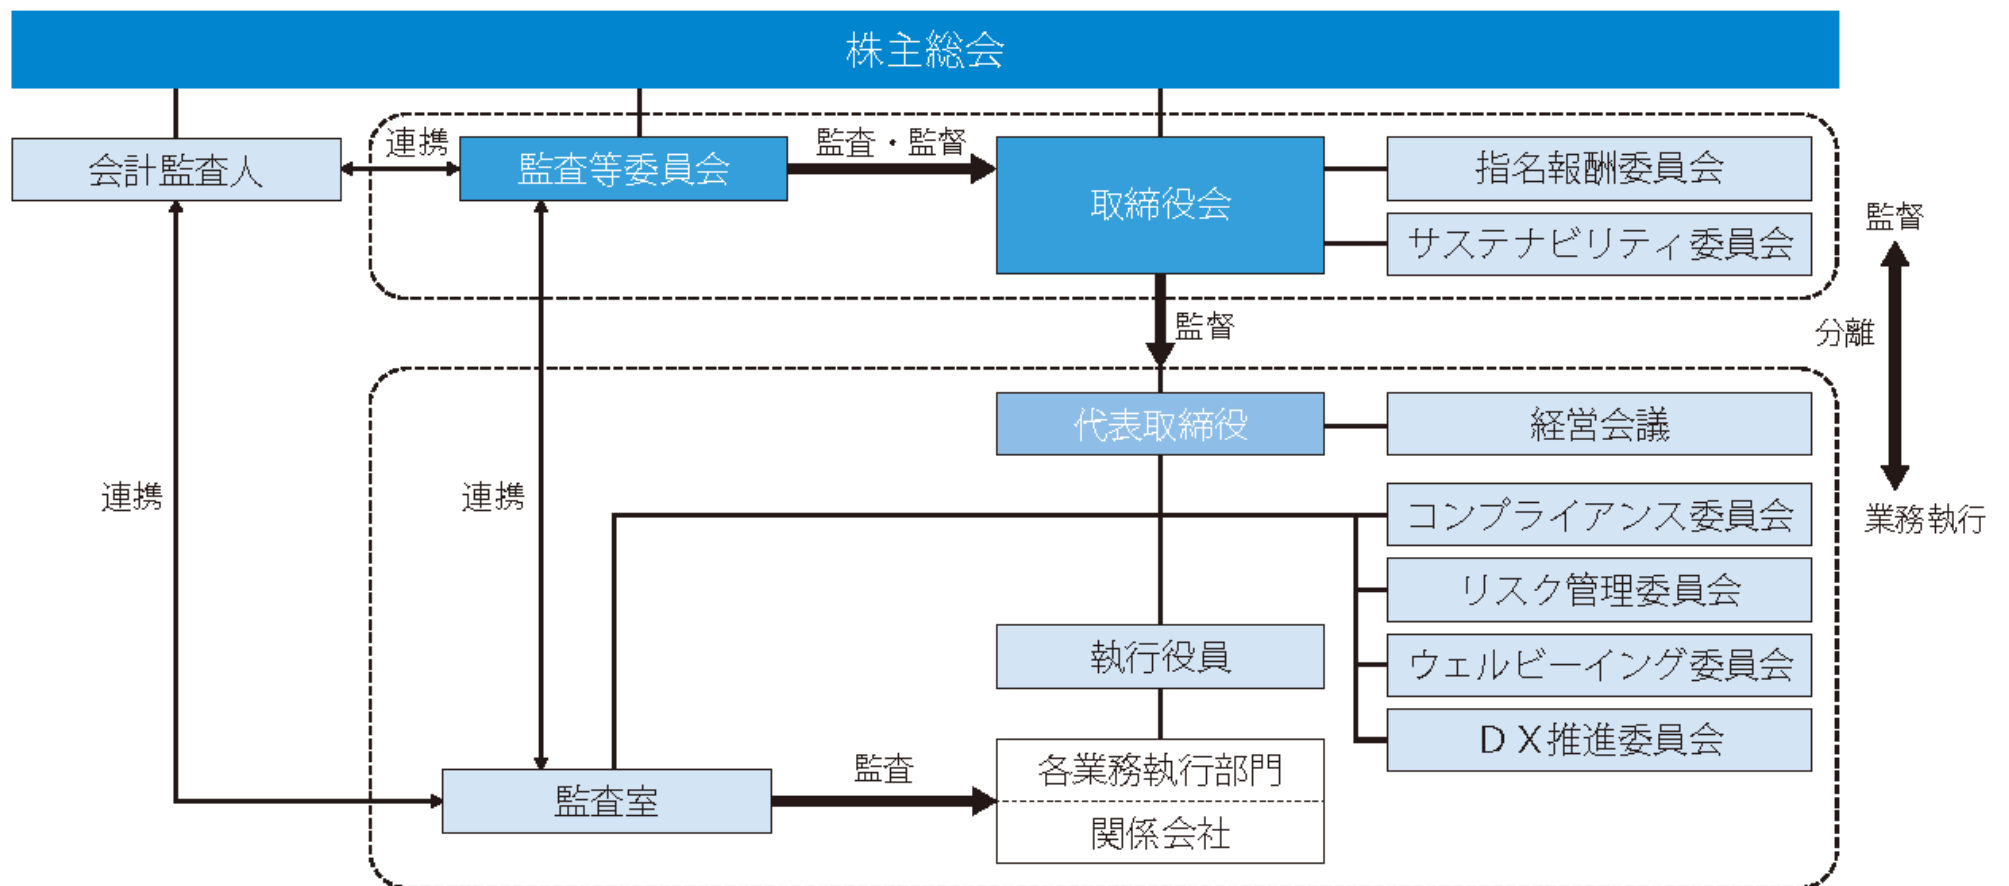 株主総会
会計監査人
連携
監査等委員会
監査・監督
取締役会
指名報酬委員会
サステナビリティ委員会
監督
分離
業務執行
監督
代表取締役
経営会議
連携
連携
コンプライアンス委員会
リスク管理委員会
ウェルビーイング委員会
DX推進委員会
執行役員
監査室
監査
各業務執行部門
関係会社